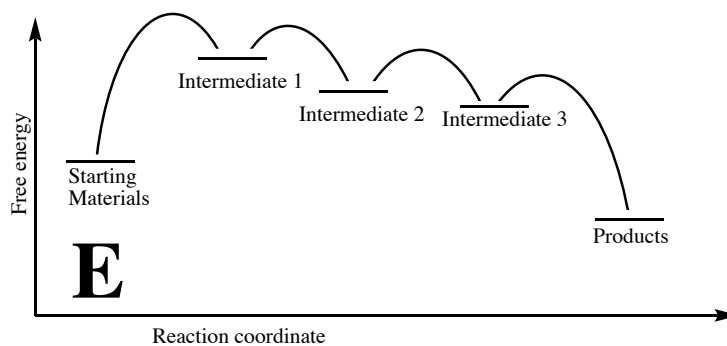 Free energy
Intermediate 1
Intermediate 2
Intermediate 3
Starting
Materials
Products
E
Reaction coordinate